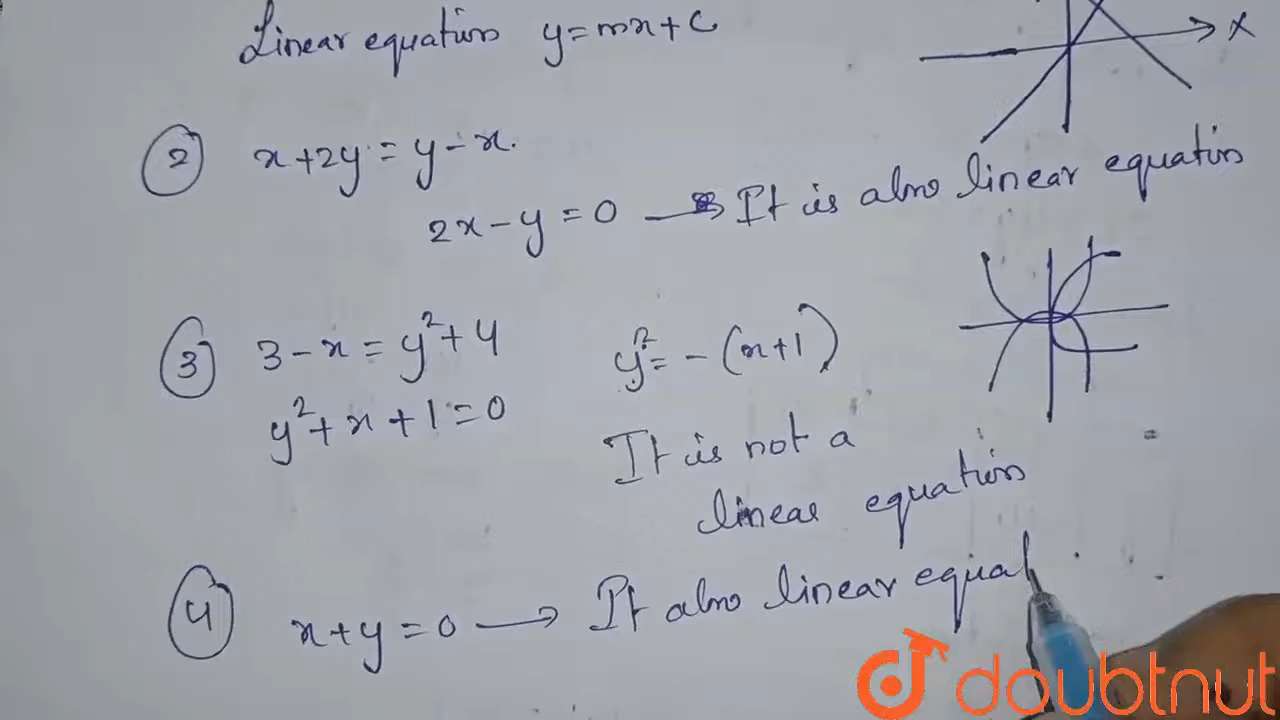 Linear equation y=mx+c
X
2 x+2y=y-x.
2x-y=0 → It is also linear equation
3 3-x=y²+4 y²=-(x+1)
y²+x+1=0
It is not a
linear equation
4 x+y=0 → It also linear equat
doubtnut